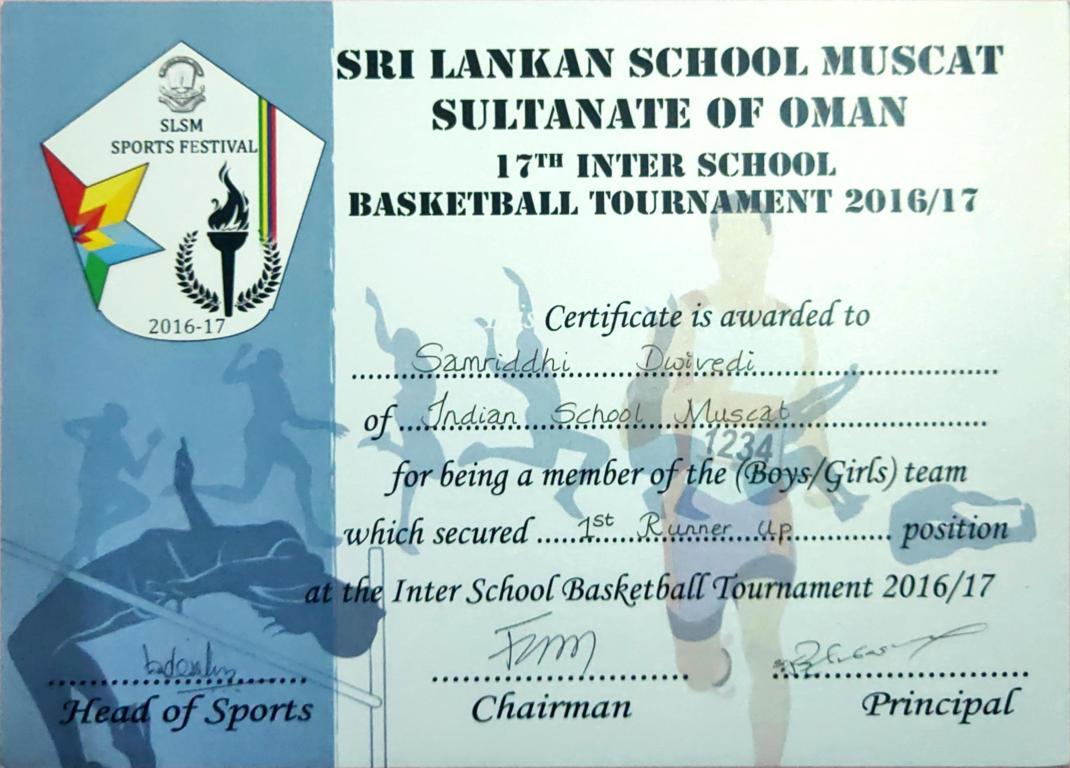 SLSM
SPORTS FESTIVAL
2016-17
SRI LANKAN SCHOOL MUSCAT
SULTANATE OF OMAN
17TH INTER SCHOOL
BASKETBALL TOURNAMENT 2016/17
This Certificate is awarded to
Samriddhi Dwivedi
of Indian School Muscat
1234
for being a member of the (Boys/Girls) team
which secured 1st Runner Up position
at the Inter School Basketball Tournament 2016/17
Head of Sports
Chairman
Principal